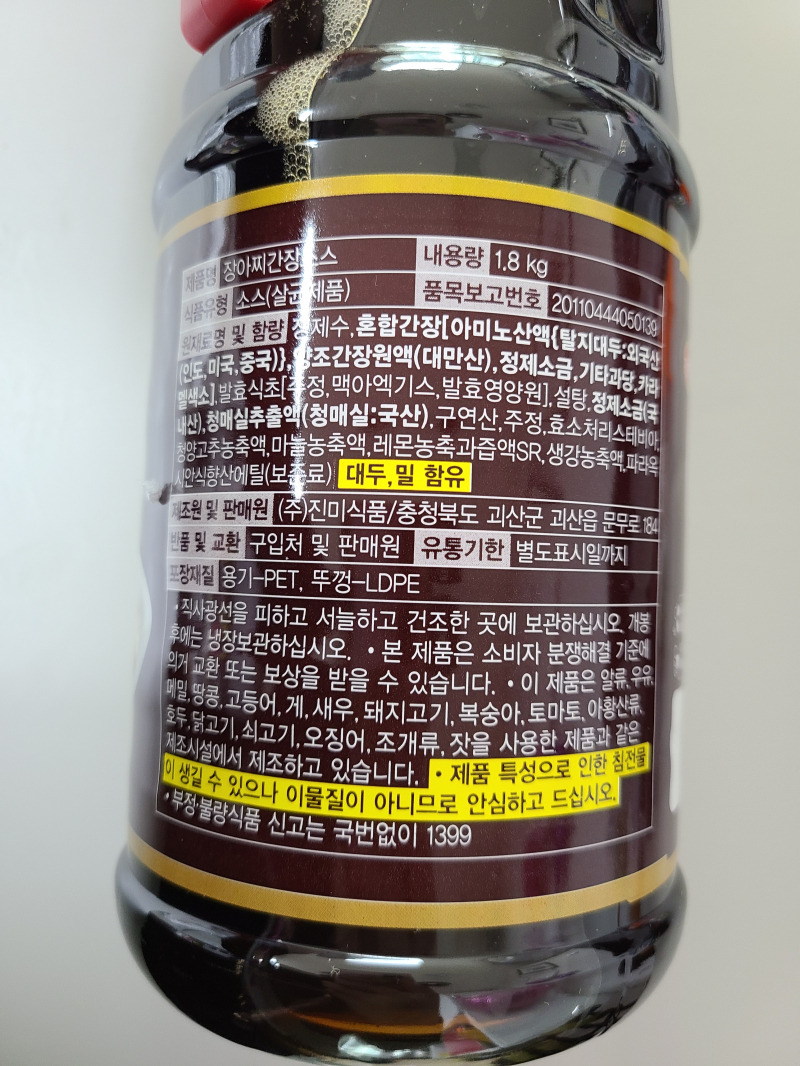 제품명 장아찌간장소스 내용량 1.8 kg
식품유형 소스(살균제품) 품목보고번호 20110444050139
원재료명 및 함량 정제수, 혼합간장[아미노산액{탈지대두:외국산
(인도, 미국, 중국)}, 양조간장원액(대만산), 정제소금, 기타과당, 카라
멜색소], 발효식초[주정, 맥아엑기스, 발효영양원], 설탕, 정제소금(국
내산), 청매실추출액(청매실:국산), 구연산, 주정, 효소처리스테비아,
청양고추농축액, 마늘농축액, 레몬농축과즙액SR, 생강농축액, 파라옥
시안식향산에틸(보존료) 대두, 밀 함유
제조원 및 판매원 (주)진미식품/충청북도 괴산군 괴산읍 문무로 184
반품 및 교환 구입처 및 판매원 유통기한 별도표시일까지
포장재질 용기-PET, 뚜껑-LDPE
• 직사광선을 피하고 서늘하고 건조한 곳에 보관하십시오. 개봉
후에는 냉장보관하십시오. • 본 제품은 소비자 분쟁해결 기준에
의거 교환 또는 보상을 받을 수 있습니다. • 이 제품은 알류, 우유,
메밀, 땅콩, 고등어, 게, 새우, 돼지고기, 복숭아, 토마토, 아황산류,
호두, 닭고기, 쇠고기, 오징어, 조개류, 잣을 사용한 제품과 같은
제조시설에서 제조하고 있습니다. • 제품 특성으로 인한 침전물
이 생길 수 있으나 이물질이 아니므로 안심하고 드십시오.
• 부정·불량식품 신고는 국번없이 1399